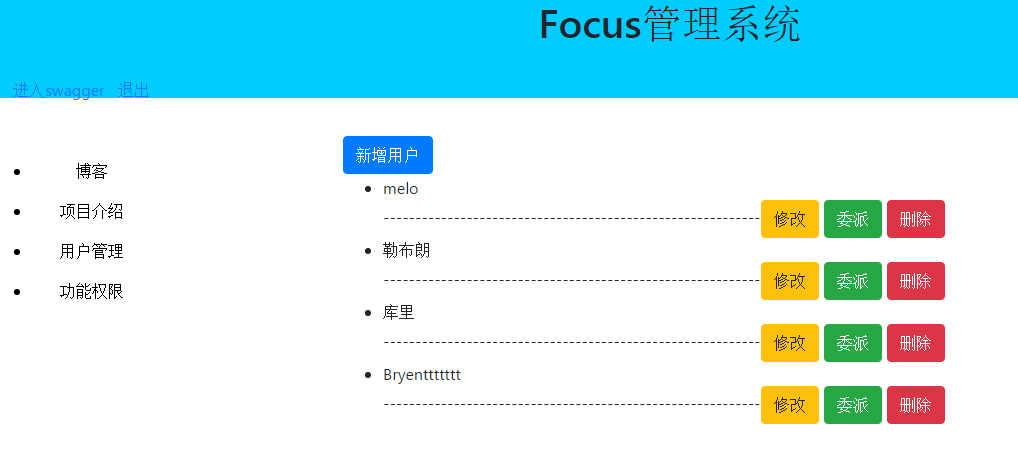 Focus管理系统
进入swagger 退出
博客
项目介绍
用户管理
功能权限
新增用户
melo
----------------------------------------------------------- 修改 委派 删除
勒布朗
----------------------------------------------------------- 修改 委派 删除
库里
----------------------------------------------------------- 修改 委派 删除
Bryenttttttt
----------------------------------------------------------- 修改 委派 删除